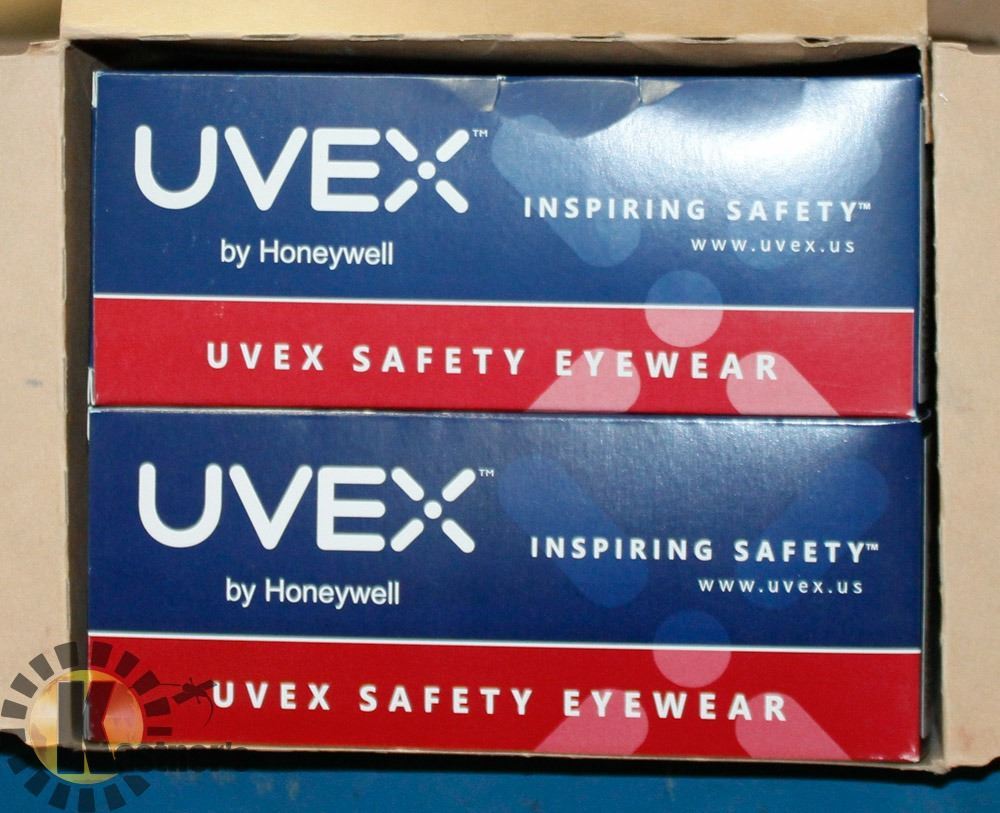 UVEX™
INSPIRING SAFETY™
www.uvex.us
by Honeywell
UVEX SAFETY EYEWEAR
UVEX™
INSPIRING SAFETY™
www.uvex.us
by Honeywell
UVEX SAFETY EYEWEAR
K